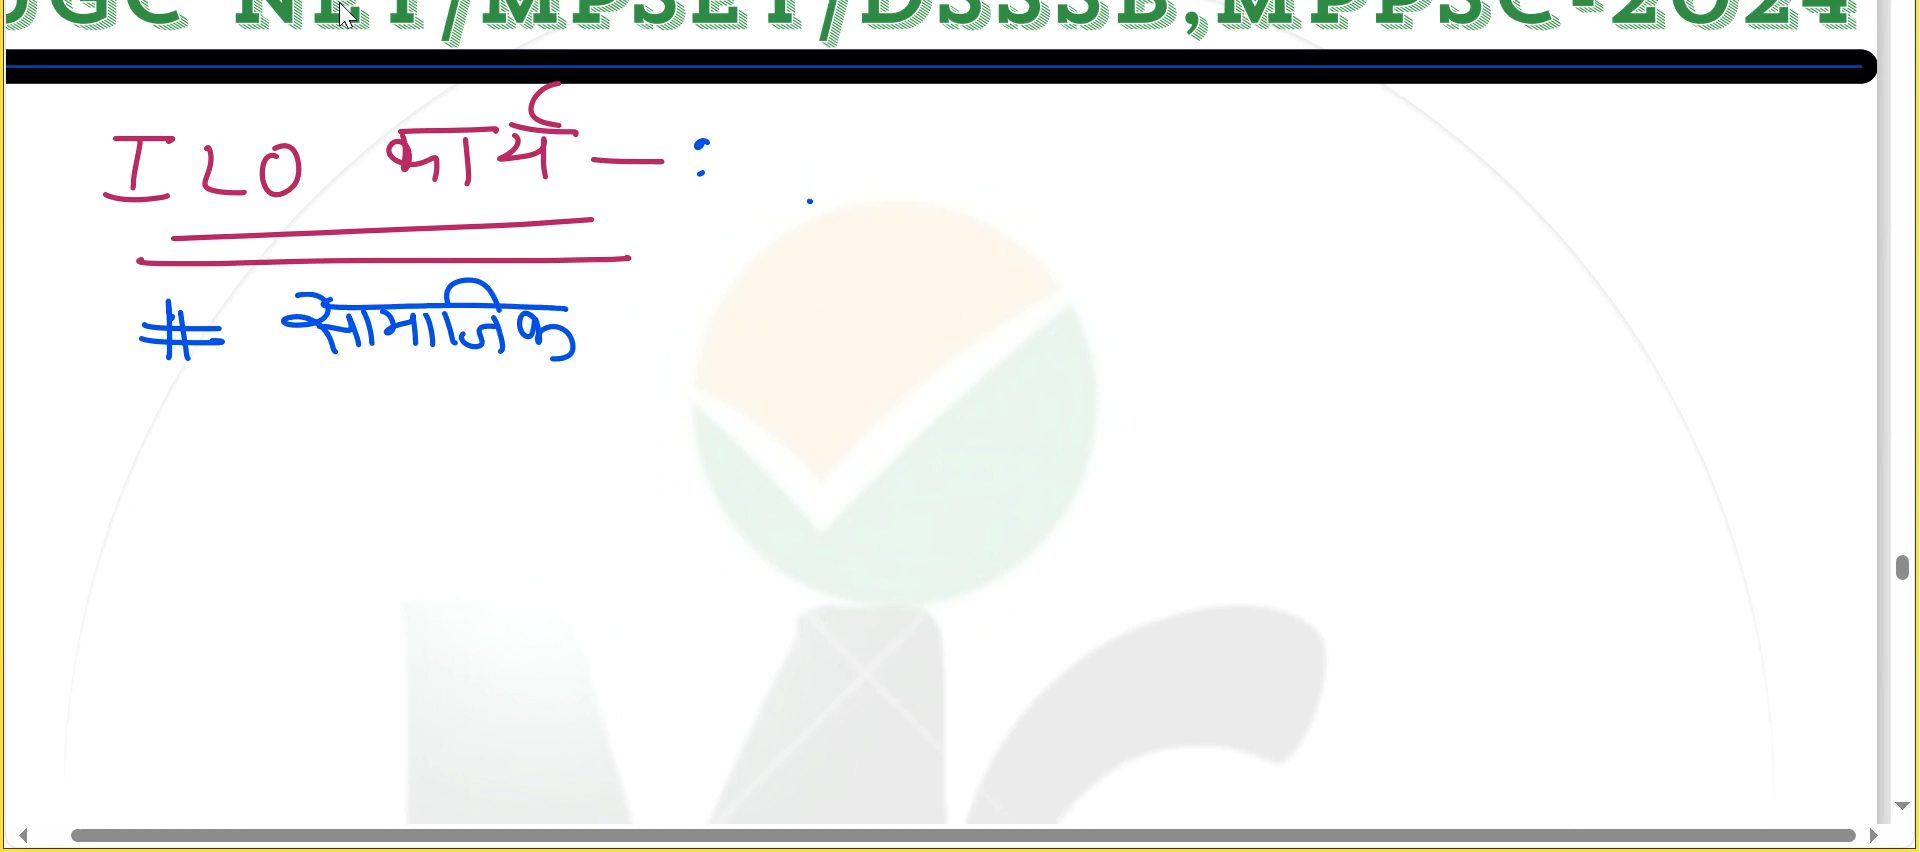 UGC NET/MPSET/DSSSB,MPPSC-2024
ILO कार्य — :
# सामाजिक